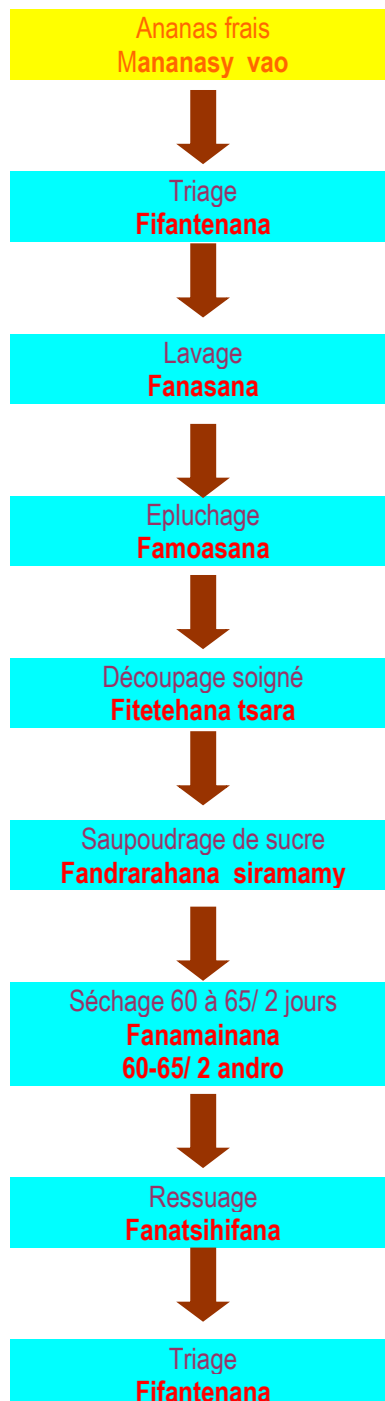 Ananas frais
Mananasy vao
Triage
Fifantenana
Lavage
Fanasana
Epluchage
Famoasana
Découpage soigné
Fitetehana tsara
Saupoudrage de sucre
Fandrarahana siramamy
Séchage 60 à 65/ 2 jours
Fanamainana
60-65/ 2 andro
Ressuage
Fanatsihifana
Triage
Fifantenana